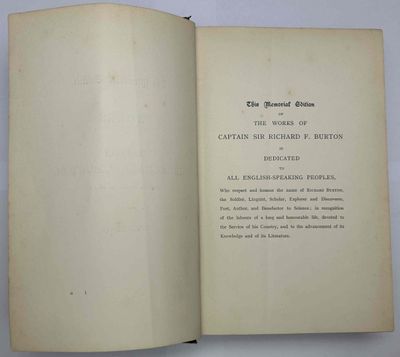 This Memorial Edition
OF
THE WORKS OF
CAPTAIN SIR RICHARD F. BURTON
IS
DEDICATED
TO
ALL ENGLISH-SPEAKING PEOPLES,
Who respect and honour the name of RICHARD BURTON,
the Soldier, Linguist, Scholar, Explorer and Discoverer,
Poet, Author, and Benefactor to Science; in recognition
of the labours of a long and honourable life, devoted to
the Service of his Country, and to the advancement of its
Knowledge and of its Literature.